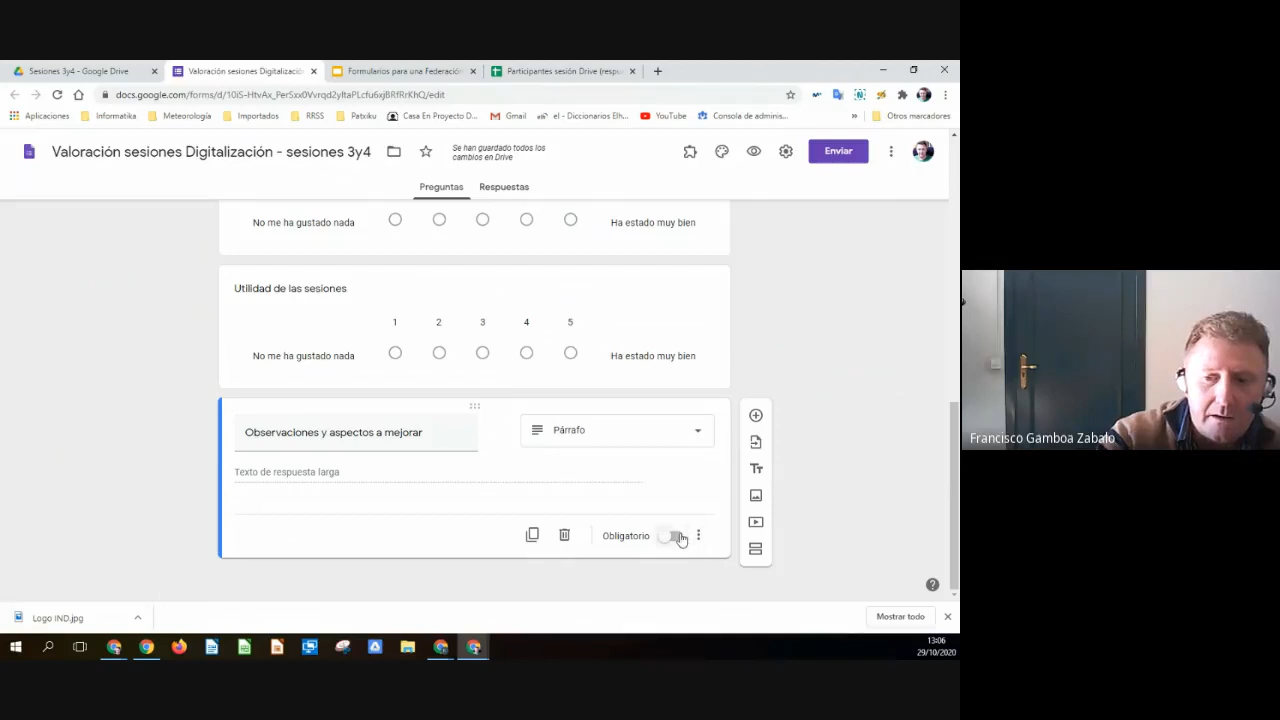 Sesiones 3y4 - Google Drive
Valoración sesiones Digitalizació
Formularios para una Federación
Participantes sesión Drive (respu
docs.google.com/forms/d/
/edit
Aplicaciones
Informatika
Meteorología
Importados
RRSS
Patxiku
Casa En Proyecto D...
Gmail
el - Diccionarios Elh...
YouTube
Consola de adminis...
»
Otros marcadores
Valoración sesiones Digitalización - sesiones 3y4
Se han guardado todos los
cambios en Drive
Enviar
Preguntas
Respuestas
No me ha gustado nada
Ha estado muy bien
Utilidad de las sesiones
1 2 3 4 5
No me ha gustado nada
Ha estado muy bien
Observaciones y aspectos a mejorar
Párrafo
Texto de respuesta larga
Obligatorio
Tt
Francisco Gamboa Zabalo
Logo IND.jpg
Mostrar todo
13:06
29/10/2020